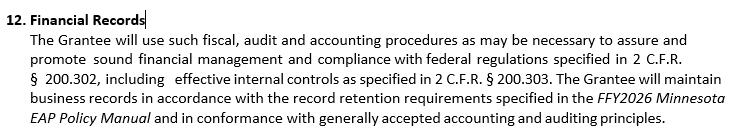 12. Financial Records
The Grantee will use such fiscal, audit and accounting procedures as may be necessary to assure and
promote sound financial management and compliance with federal regulations specified in 2 C.F.R.
§ 200.302, including effective internal controls as specified in 2 C.F.R. § 200.303. The Grantee will maintain
business records in accordance with the record retention requirements specified in the FFY2026 Minnesota
EAP Policy Manual and in conformance with generally accepted accounting and auditing principles.